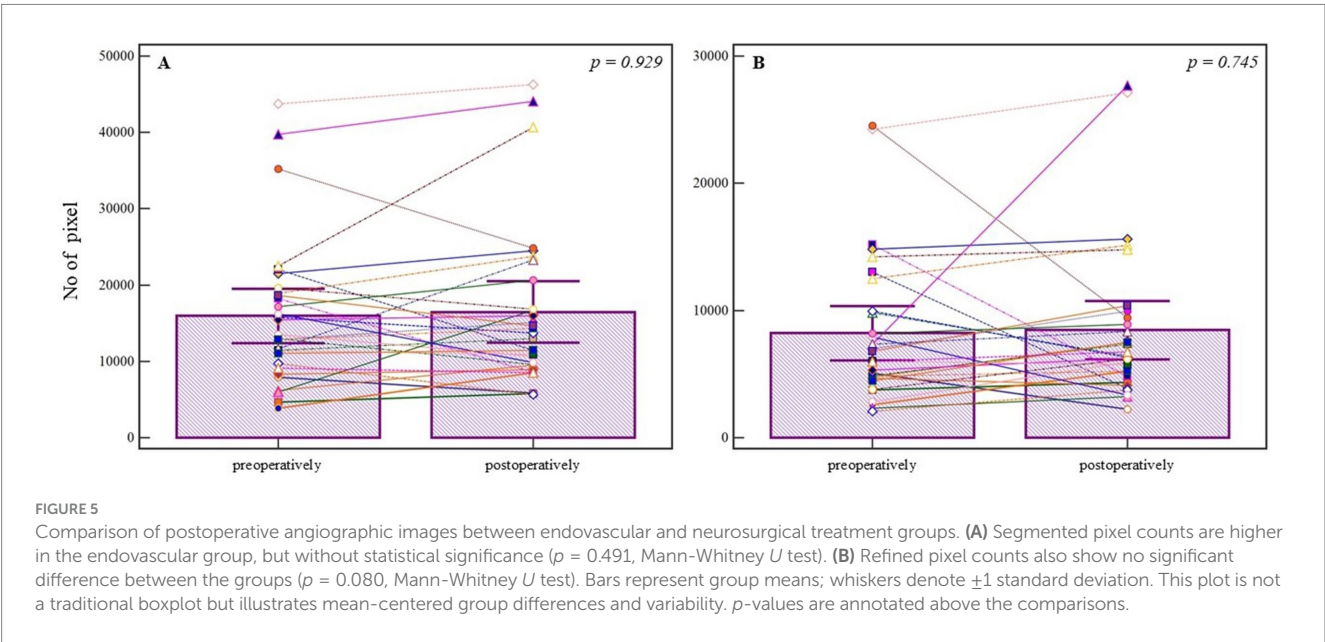 A
p = 0.929
50000
40000
30000
20000
10000
0
No of pixel
preoperatively
postoperatively
B
p = 0.745
30000
20000
10000
0
preoperatively
postoperatively
FIGURE 5
Comparison of postoperative angiographic images between endovascular and neurosurgical treatment groups. (A) Segmented pixel counts are higher
in the endovascular group, but without statistical significance (p = 0.491, Mann-Whitney U test). (B) Refined pixel counts also show no significant
difference between the groups (p = 0.080, Mann-Whitney U test). Bars represent group means; whiskers denote ±1 standard deviation. This plot is not
a traditional boxplot but illustrates mean-centered group differences and variability. p-values are annotated above the comparisons.